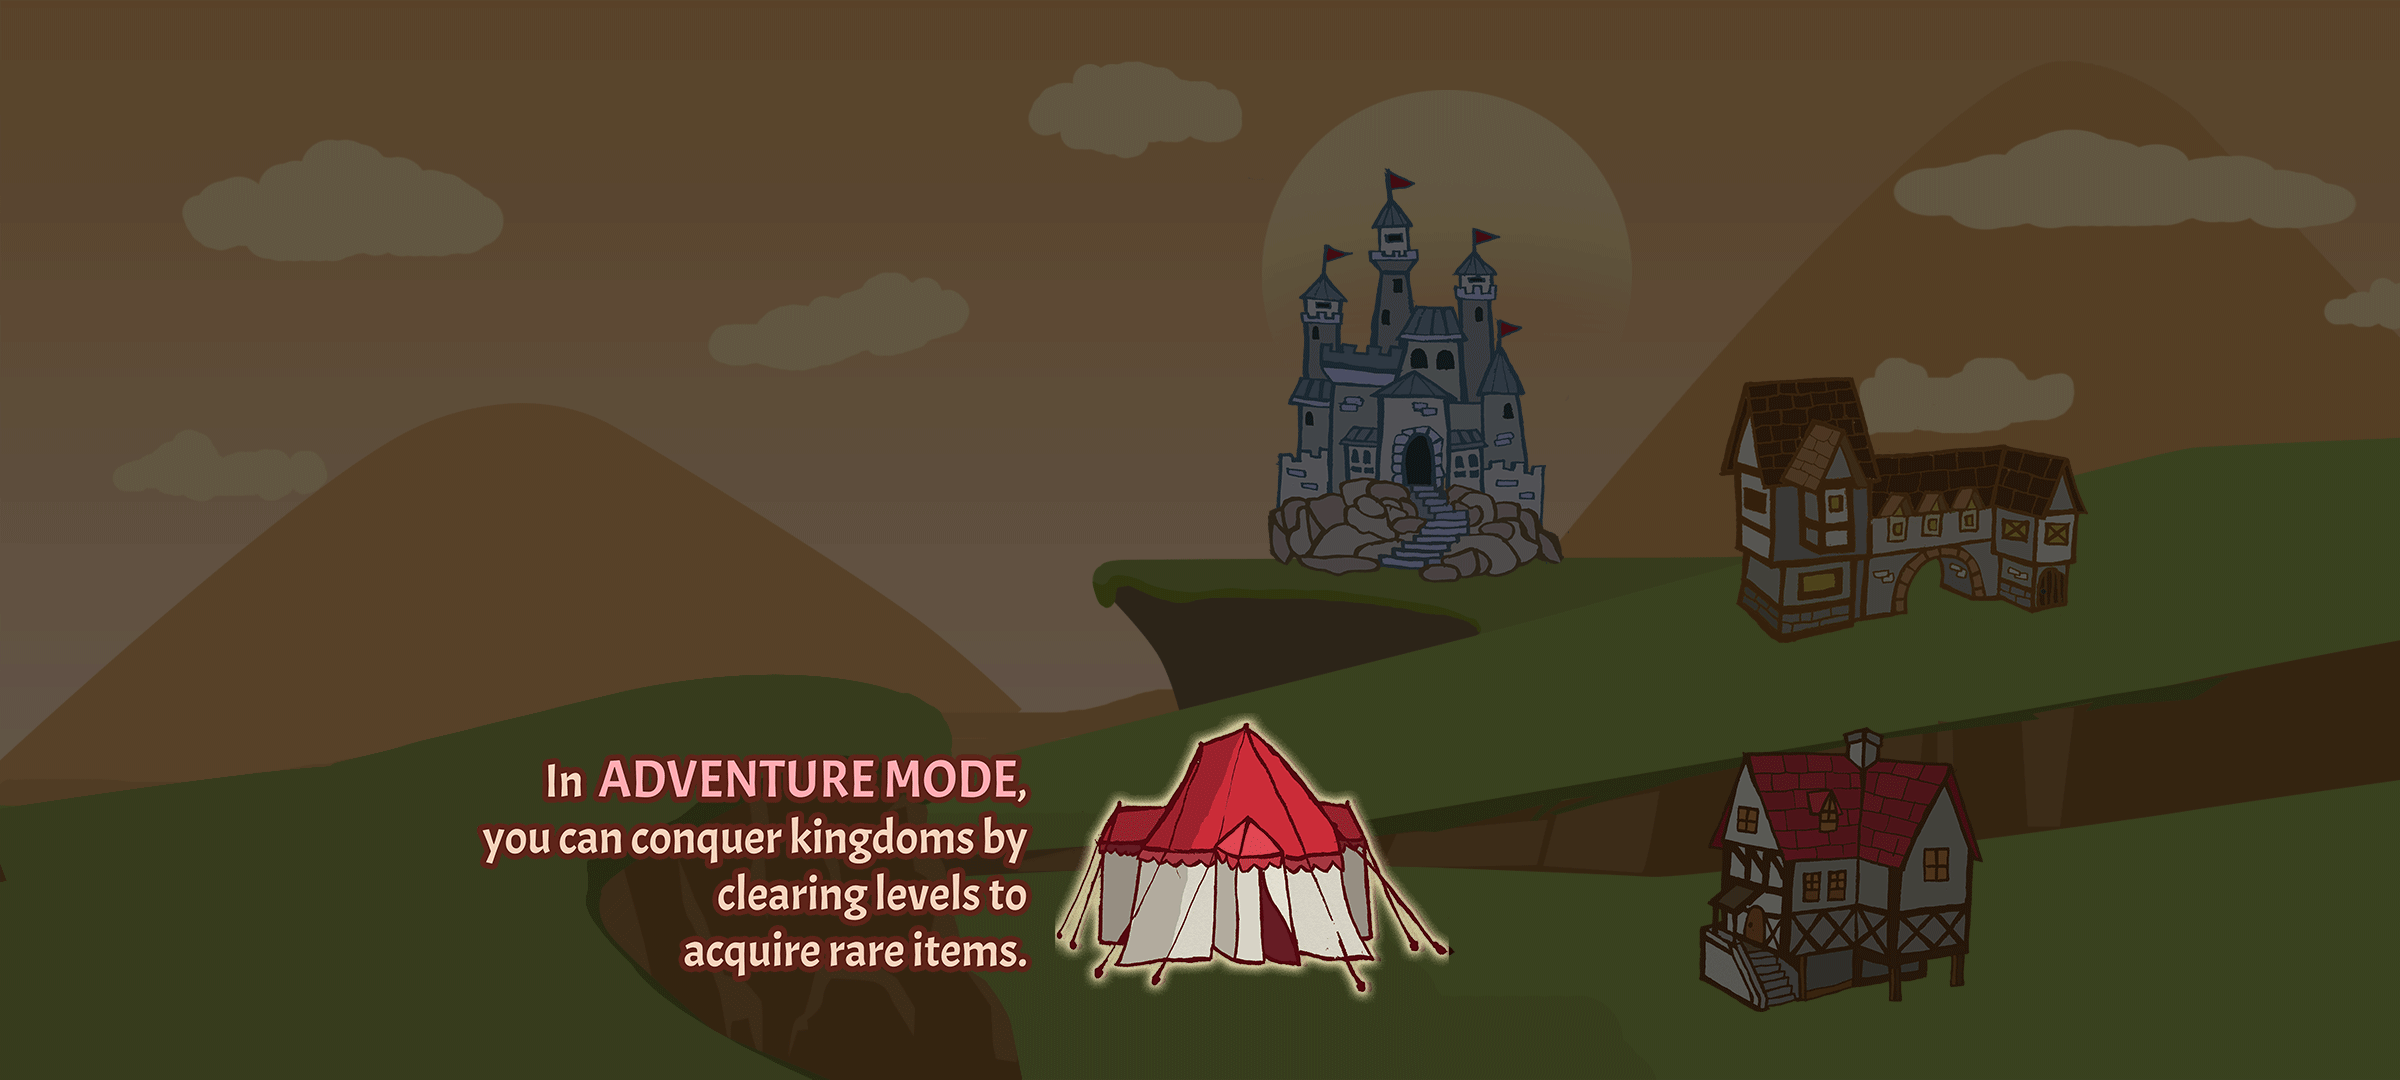 In ADVENTURE MODE,
you can conquer kingdoms by
clearing levels to
acquire rare items.